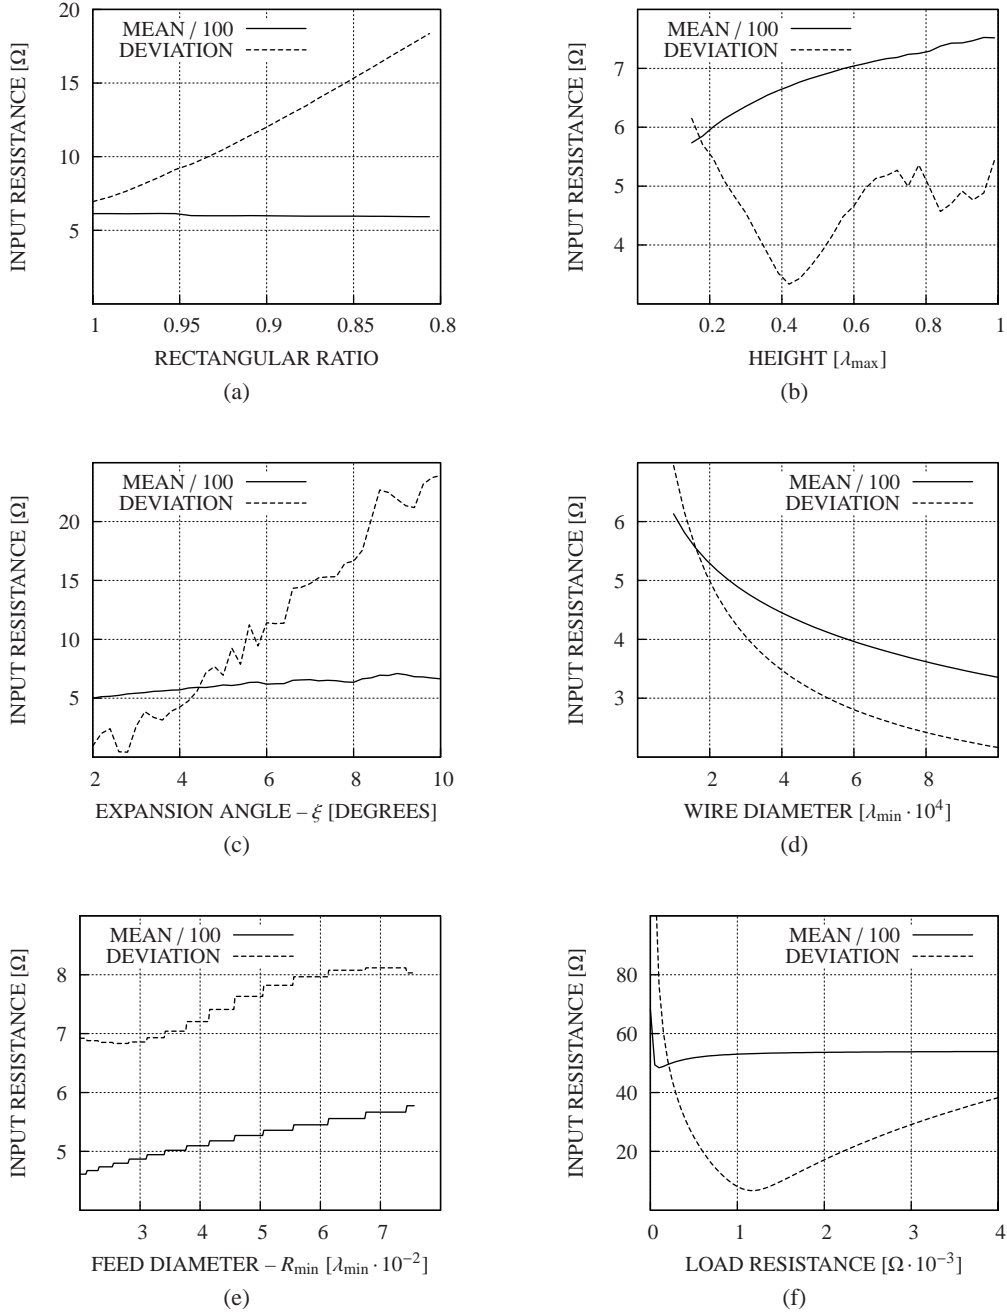 MEAN / 100
DEVIATION
INPUT RESISTANCE [Ω]
20
15
10
5
1
0.95
0.9
0.85
0.8
RECTANGULAR RATIO
(a)
MEAN / 100
DEVIATION
INPUT RESISTANCE [Ω]
7
6
5
4
0.2
0.4
0.6
0.8
1
HEIGHT [λmax]
(b)
MEAN / 100
DEVIATION
INPUT RESISTANCE [Ω]
20
15
10
5
2
4
6
8
10
EXPANSION ANGLE – ξ [DEGREES]
(c)
MEAN / 100
DEVIATION
INPUT RESISTANCE [Ω]
6
5
4
3
2
4
6
8
WIRE DIAMETER [λmin · 10⁴]
(d)
MEAN / 100
DEVIATION
INPUT RESISTANCE [Ω]
8
7
6
5
3
4
5
6
7
FEED DIAMETER – Rmin [λmin · 10⁻²]
(e)
MEAN / 100
DEVIATION
INPUT RESISTANCE [Ω]
80
60
40
20
0
1
2
3
4
LOAD RESISTANCE [Ω · 10⁻³]
(f)